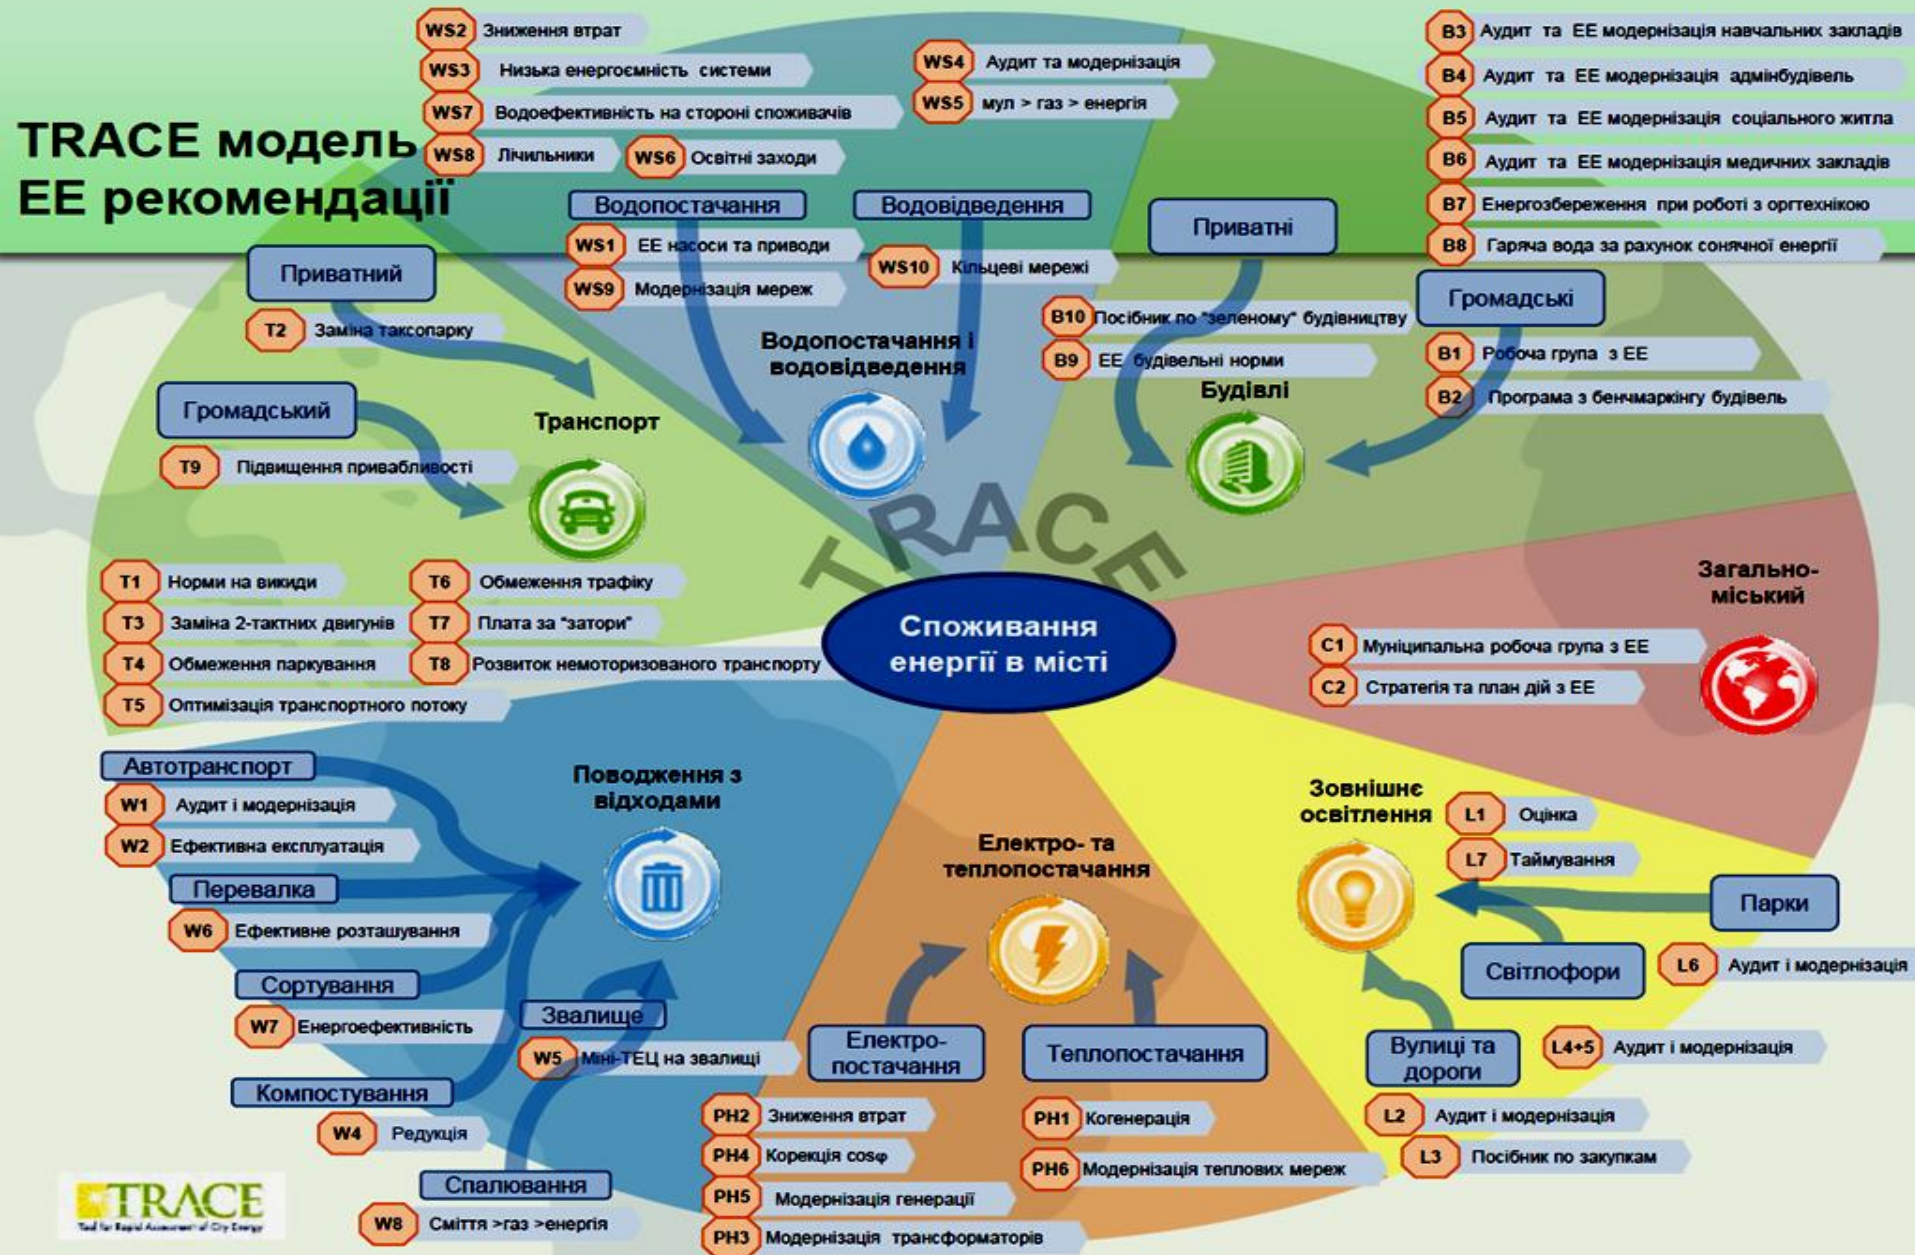 TRACE модель
ЕЕ рекомендації
WS2 Зниження втрат
WS3 Низька енергоємність системи
WS7 Водоефективність на стороні споживачів
WS8 Лічильники
WS6 Освітні заходи
WS4 Аудит та модернізація
WS5 мул > газ > енергія
B3 Аудит та ЕЕ модернізація навчальних закладів
B4 Аудит та ЕЕ модернізація адмінбудівель
B5 Аудит та ЕЕ модернізація соціального житла
B6 Аудит та ЕЕ модернізація медичних закладів
B7 Енергозбереження при роботі з оргтехнікою
B8 Гаряча вода за рахунок сонячної енергії
Водопостачання
WS1 ЕЕ насоси та приводи
WS9 Модернізація мереж
Водовідведення
WS10 Кільцеві мережі
Водопостачання і
водовідведення
Приватні
B10 Посібник по "зеленому" будівництву
B9 ЕЕ будівельні норми
Будівлі
Громадські
B1 Робоча група з ЕЕ
B2 Програма з бенчмаркінгу будівель
Приватний
T2 Заміна таксопарку
Громадський
T9 Підвищення привабливості
Транспорт
T1 Норми на викиди
T3 Заміна 2-тактних двигунів
T4 Обмеження паркування
T5 Оптимізація транспортного потоку
T6 Обмеження трафіку
T7 Плата за "затори"
T8 Розвиток немоторизованого транспорту
TRACE
Споживання
енергії в місті
Загально-
міський
C1 Муніципальна робоча група з ЕЕ
C2 Стратегія та план дій з ЕЕ
Автотранспорт
W1 Аудит і модернізація
W2 Ефективна експлуатація
Перевалка
W6 Ефективне розташування
Сортування
W7 Енергоефективність
Компостування
W4 Редукція
Звалище
W5 Міні-ТЕЦ на звалищі
Спалювання
W8 Сміття >газ >енергія
Поводження з
відходами
Електро- та
теплопостачання
Електро-
постачання
PH2 Зниження втрат
PH4 Корекція cosφ
PH5 Модернізація генерації
PH3 Модернізація трансформаторів
Теплопостачання
PH1 Когенерація
PH6 Модернізація теплових мереж
Зовнішнє
освітлення
L1 Оцінка
L7 Таймування
Парки
Світлофори
L6 Аудит і модернізація
Вулиці та
дороги
L4+5 Аудит і модернізація
L2 Аудит і модернізація
L3 Посібник по закупкам
TRACE
Tool for Rapid Assessment of City Energy